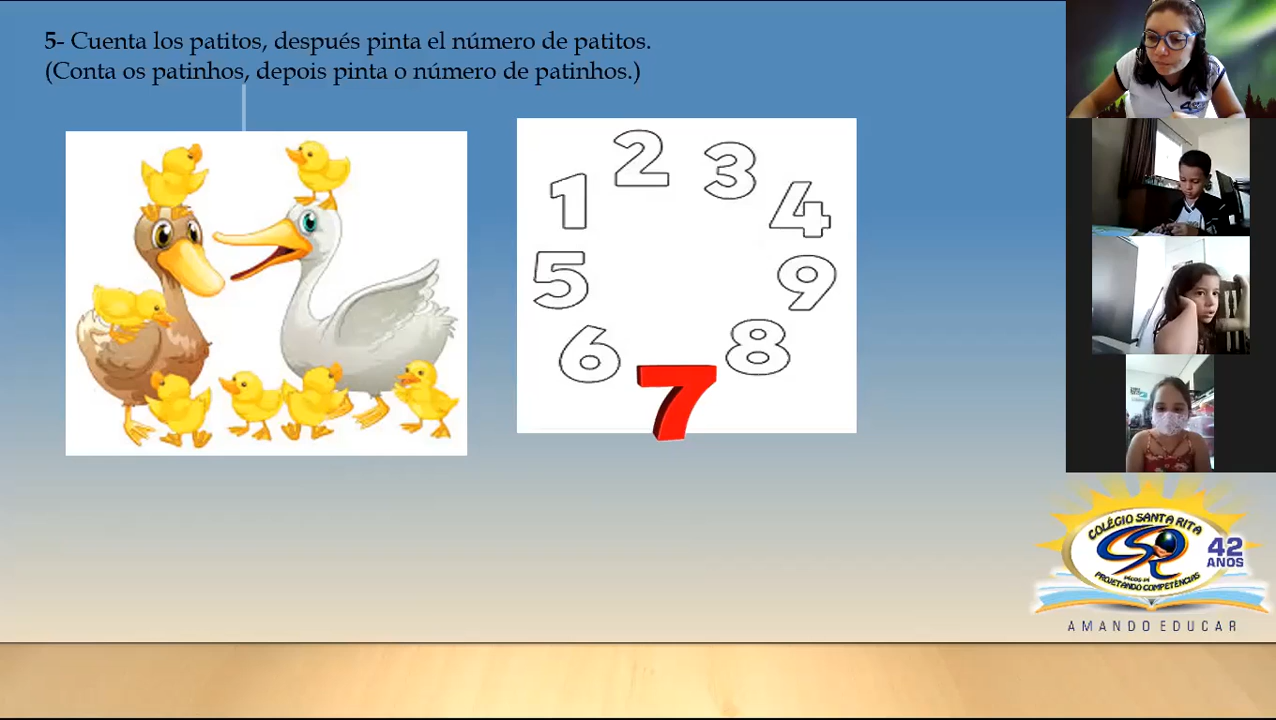 5- Cuenta los patitos, después pinta el número de patitos.
(Conta os patinhos, depois pinta o número de patinhos.)
2
3
1
4
5
9
6
8
7
COLÉGIO SANTA RITA
42
ANOS
PROJETANDO COMPETÊNCIAS
AMANDO EDUCAR